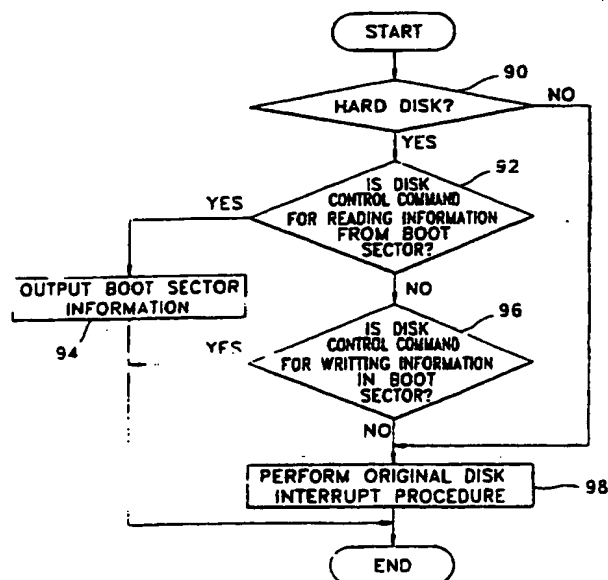 START
90
HARD DISK?
NO
YES
IS DISK
CONTROL COMMAND
FOR READING INFORMATION
FROM BOOT
SECTOR?
92
YES
OUTPUT BOOT SECTOR
INFORMATION
94
NO
IS DISK
CONTROL COMMAND
FOR WRITTING INFORMATION
IN BOOT
SECTOR?
96
YES
NO
PERFORM ORIGINAL DISK
INTERRUPT PROCEDURE
98
END